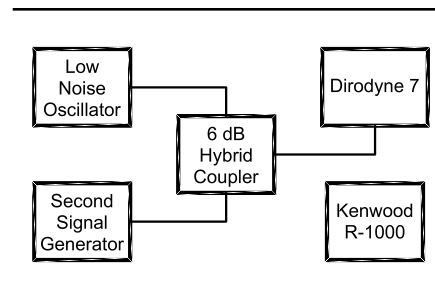 Low
Noise
Oscillator
Dirodyne 7
6 dB
Hybrid
Coupler
Second
Signal
Generator
Kenwood
R-1000